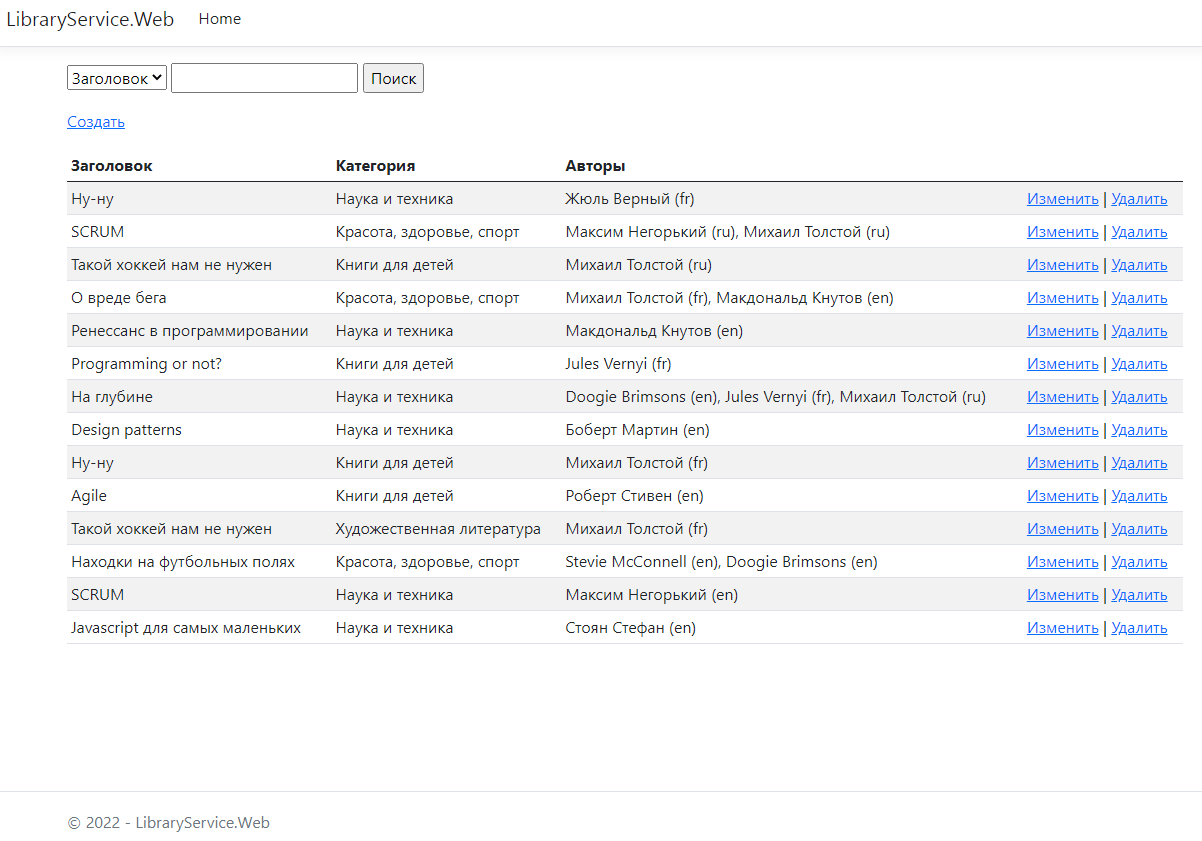 LibraryService.Web Home
Заголовок Поиск
Создать
Заголовок Категория Авторы
Ну-ну Наука и техника Жюль Верный (fr) Изменить | Удалить
SCRUM Красота, здоровье, спорт Максим Негорький (ru), Михаил Толстой (ru) Изменить | Удалить
Такой хоккей нам не нужен Книги для детей Михаил Толстой (ru) Изменить | Удалить
О вреде бега Красота, здоровье, спорт Михаил Толстой (fr), Макдональд Кнутов (en) Изменить | Удалить
Ренессанс в программировании Наука и техника Макдональд Кнутов (en) Изменить | Удалить
Programming or not? Книги для детей Jules Vernyi (fr) Изменить | Удалить
На глубине Наука и техника Doogie Brimsons (en), Jules Vernyi (fr), Михаил Толстой (ru) Изменить | Удалить
Design patterns Наука и техника Боберт Мартин (en) Изменить | Удалить
Ну-ну Книги для детей Михаил Толстой (fr) Изменить | Удалить
Agile Книги для детей Роберт Стивен (en) Изменить | Удалить
Такой хоккей нам не нужен Художественная литература Михаил Толстой (fr) Изменить | Удалить
Находки на футбольных полях Красота, здоровье, спорт Stevie McConnell (en), Doogie Brimsons (en) Изменить | Удалить
SCRUM Наука и техника Максим Негорький (en) Изменить | Удалить
Javascript для самых маленьких Наука и техника Стоян Стефан (en) Изменить | Удалить
© 2022 - LibraryService.Web